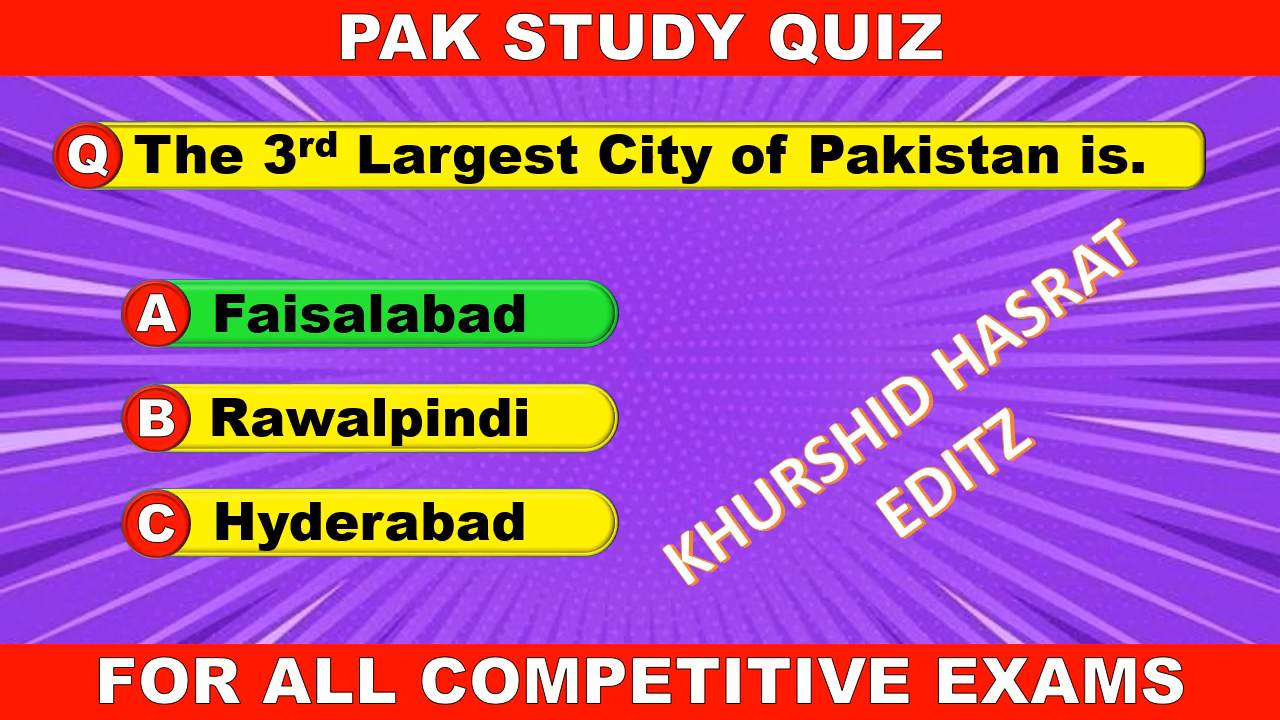 PAK STUDY QUIZ
Q The 3rd Largest City of Pakistan is.
A Faisalabad
B Rawalpindi
C Hyderabad
KHURSHID HASRAT
EDITZ
FOR ALL COMPETITIVE EXAMS